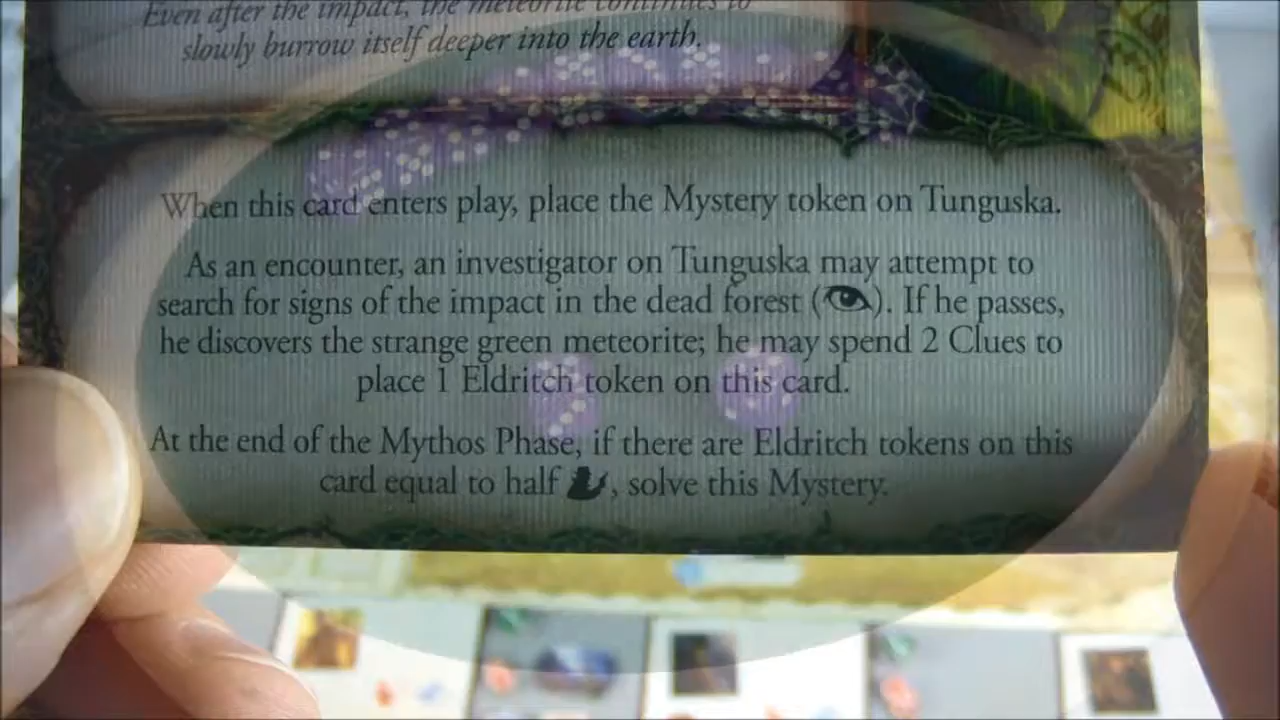 Even after the impact, the meteorite continues to
slowly burrow itself deeper into the earth.
When this card enters play, place the Mystery token on Tunguska.
As an encounter, an investigator on Tunguska may attempt to
search for signs of the impact in the dead forest ( ). If he passes,
he discovers the strange green meteorite; he may spend 2 Clues to
place 1 Eldritch token on this card.
At the end of the Mythos Phase, if there are Eldritch tokens on this
card equal to half , solve this Mystery.